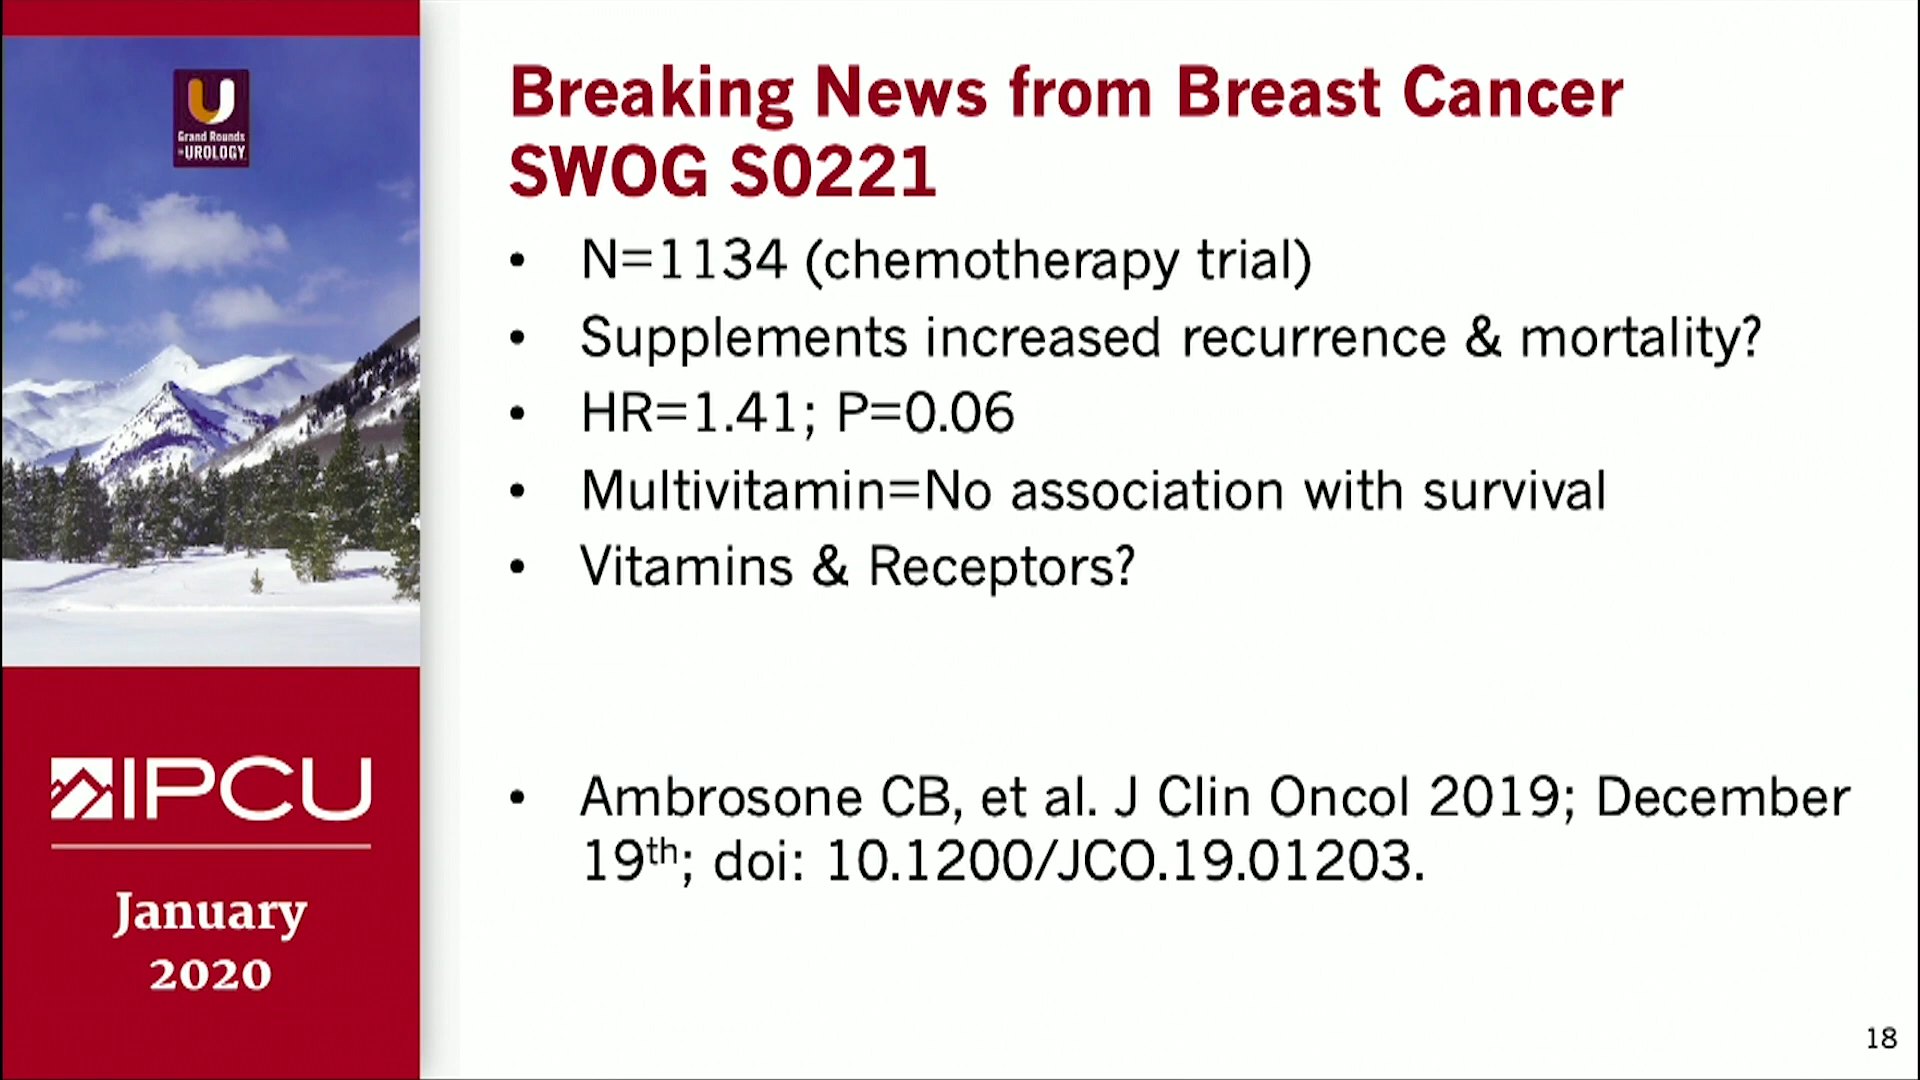 U
Grand Rounds
in UROLOGY
Breaking News from Breast Cancer
SWOG S0221
• N=1134 (chemotherapy trial)
• Supplements increased recurrence & mortality?
• HR=1.41; P=0.06
• Multivitamin=No association with survival
• Vitamins & Receptors?
• Ambrosone CB, et al. J Clin Oncol 2019; December
19th; doi: 10.1200/JCO.19.01203.
IPCU
January
2020
18